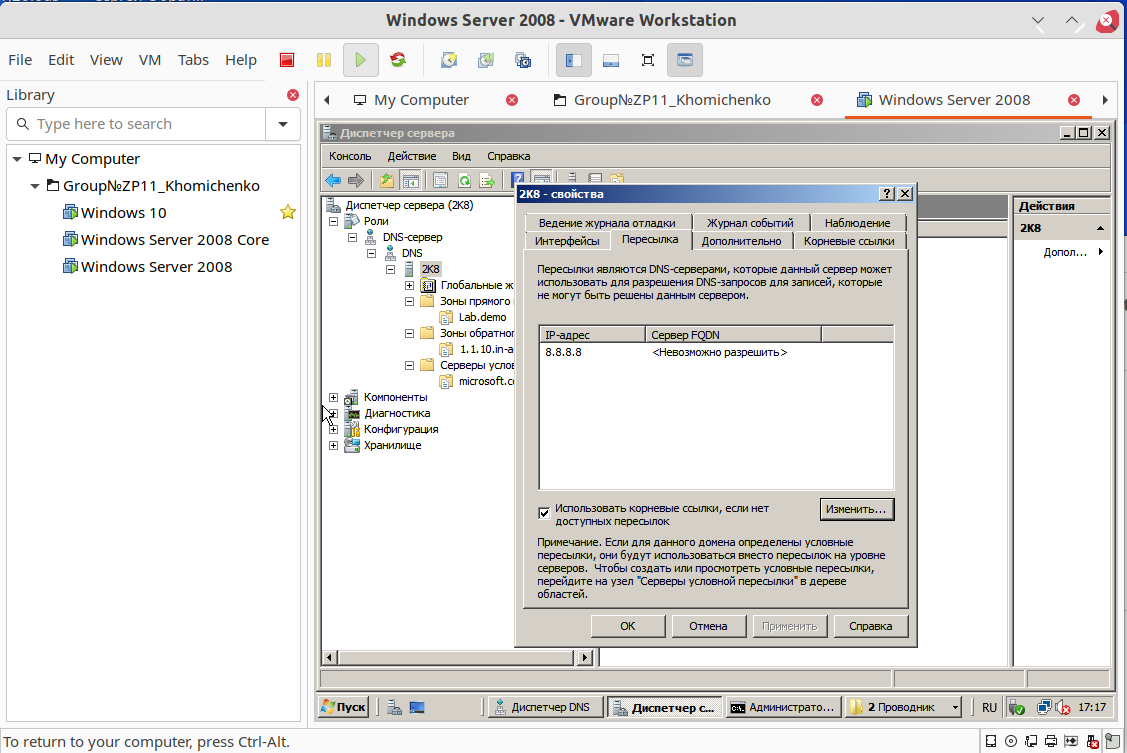 Windows Server 2008 - VMware Workstation
File Edit View VM Tabs Help
Library
Type here to search
My Computer
Group№ZP11_Khomichenko
Windows 10
Windows Server 2008 Core
Windows Server 2008
My Computer
Group№ZP11_Khomichenko
Windows Server 2008
Диспетчер сервера
Консоль Действие Вид Справка
Диспетчер сервера (2K8)
Роли
DNS-сервер
DNS
2K8
Глобальные ж
Зоны прямого
Lab.demo
Зоны обратног
1.1.10.in-a
Серверы услов
microsoft.co
Компоненты
Диагностика
Конфигурация
Хранилище
2K8 - свойства
Ведение журнала отладки Журнал событий Наблюдение
Интерфейсы Пересылка Дополнительно Корневые ссылки
Пересылки являются DNS-серверами, которые данный сервер может
использовать для разрешения DNS-запросов для записей, которые
не могут быть решены данным сервером.
IP-адрес Сервер FQDN
8.8.8.8 <Невозможно разрешить>
Использовать корневые ссылки, если нет
доступных пересылок
Изменить...
Примечание. Если для данного домена определены условные
пересылки, они будут использоваться вместо пересылок на уровне
серверов. Чтобы создать или просмотреть условные пересылки,
перейдите на узел "Серверы условной пересылки" в дереве
областей.
ОК Отмена Применить Справка
Действия
2K8
Допол...
Пуск
Диспетчер DNS
Диспетчер с...
Администрато...
2 Проводник
RU
17:17
To return to your computer, press Ctrl-Alt.